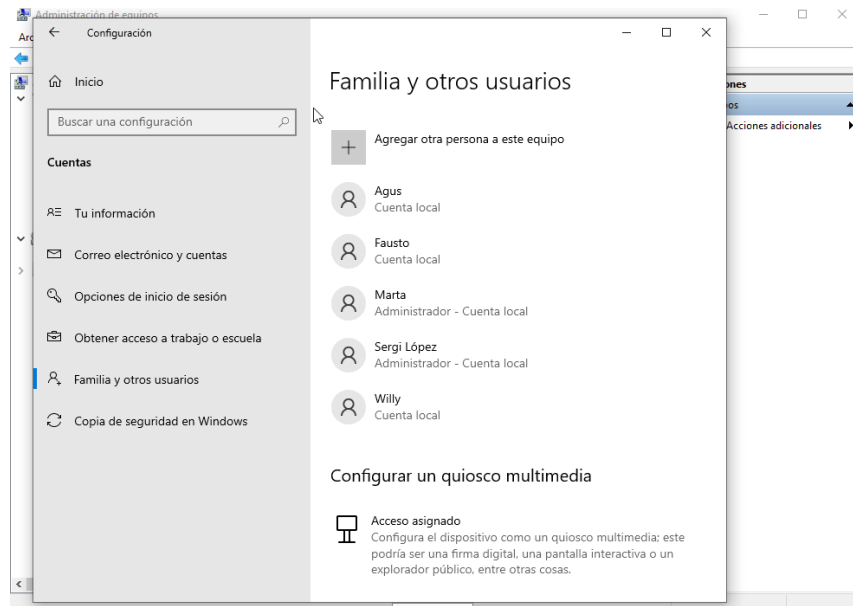 Administración de equipos
Configuración
Inicio
Buscar una configuración
Cuentas
Tu información
Correo electrónico y cuentas
Opciones de inicio de sesión
Obtener acceso a trabajo o escuela
Familia y otros usuarios
Copia de seguridad en Windows
Familia y otros usuarios
Agregar otra persona a este equipo
Agus
Cuenta local
Fausto
Cuenta local
Marta
Administrador - Cuenta local
Sergi López
Administrador - Cuenta local
Willy
Cuenta local
Configurar un quiosco multimedia
Acceso asignado
Configura el dispositivo como un quiosco multimedia; este
podría ser una firma digital, una pantalla interactiva o un
explorador público, entre otras cosas.
Acciones adicionales